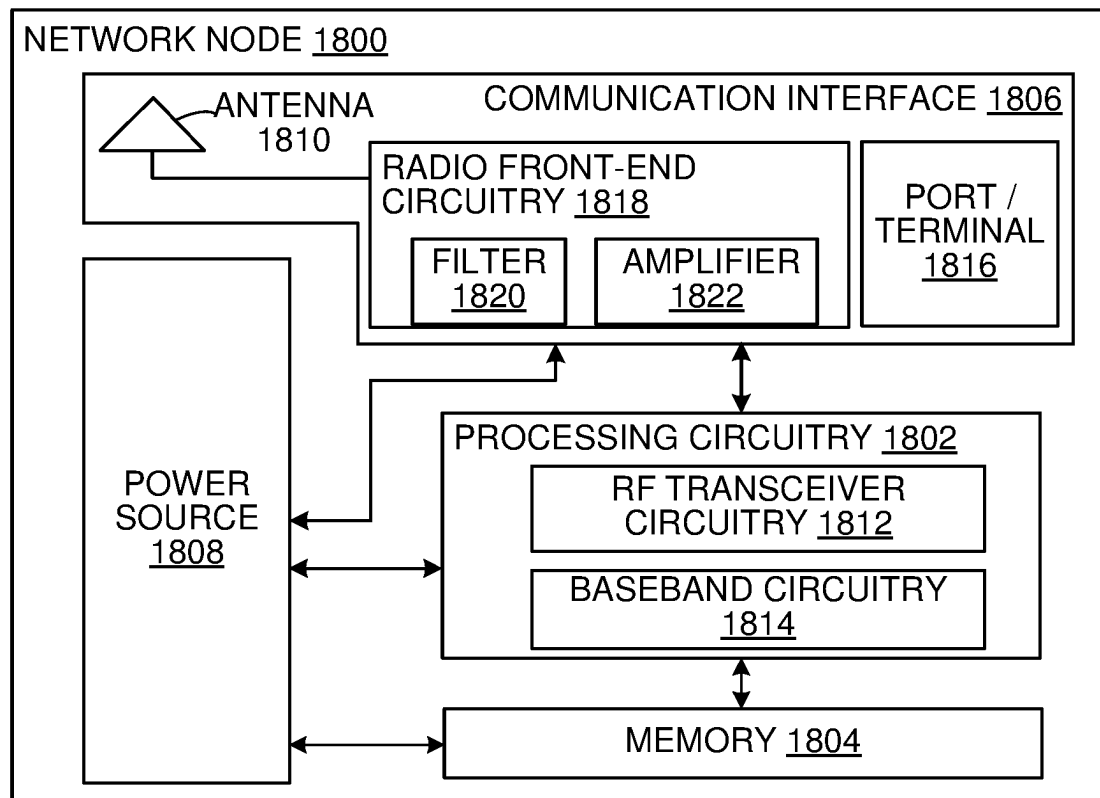 NETWORK NODE 1800
COMMUNICATION INTERFACE 1806
ANTENNA
1810
RADIO FRONT-END
CIRCUITRY 1818
FILTER
1820
AMPLIFIER
1822
PORT /
TERMINAL
1816
POWER
SOURCE
1808
PROCESSING CIRCUITRY 1802
RF TRANSCEIVER
CIRCUITRY 1812
BASEBAND CIRCUITRY
1814
MEMORY 1804